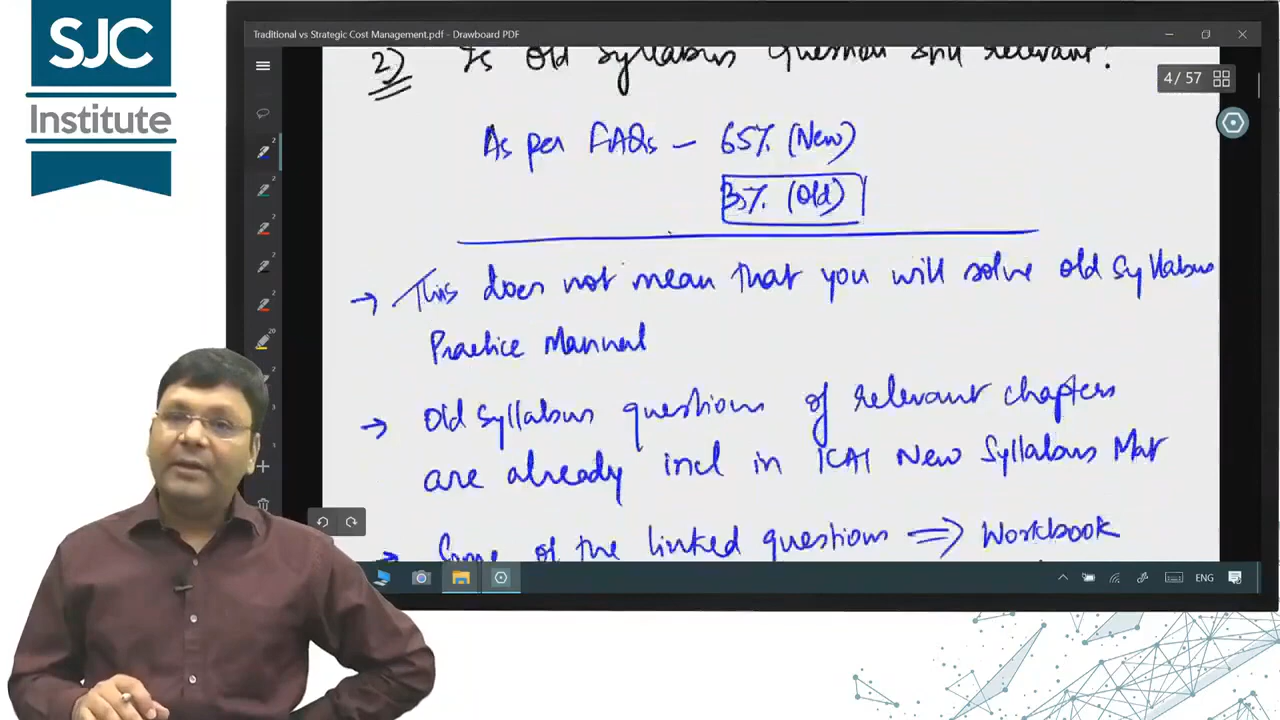 SJC
Institute
Traditional vs Strategic Cost Management.pdf - Drawboard PDF
4 / 57
2) Is Old Syllabus Question still relevant?
As per FAQs - 65% (New)
35% (Old)
→ This does not mean that you will solve old Syllabus
Practice Manual
→ Old Syllabus questions of relevant chapters
are already incl in ICAI New Syllabus Mat
→ Some of the linked questions ⇒ Workbook
ENG